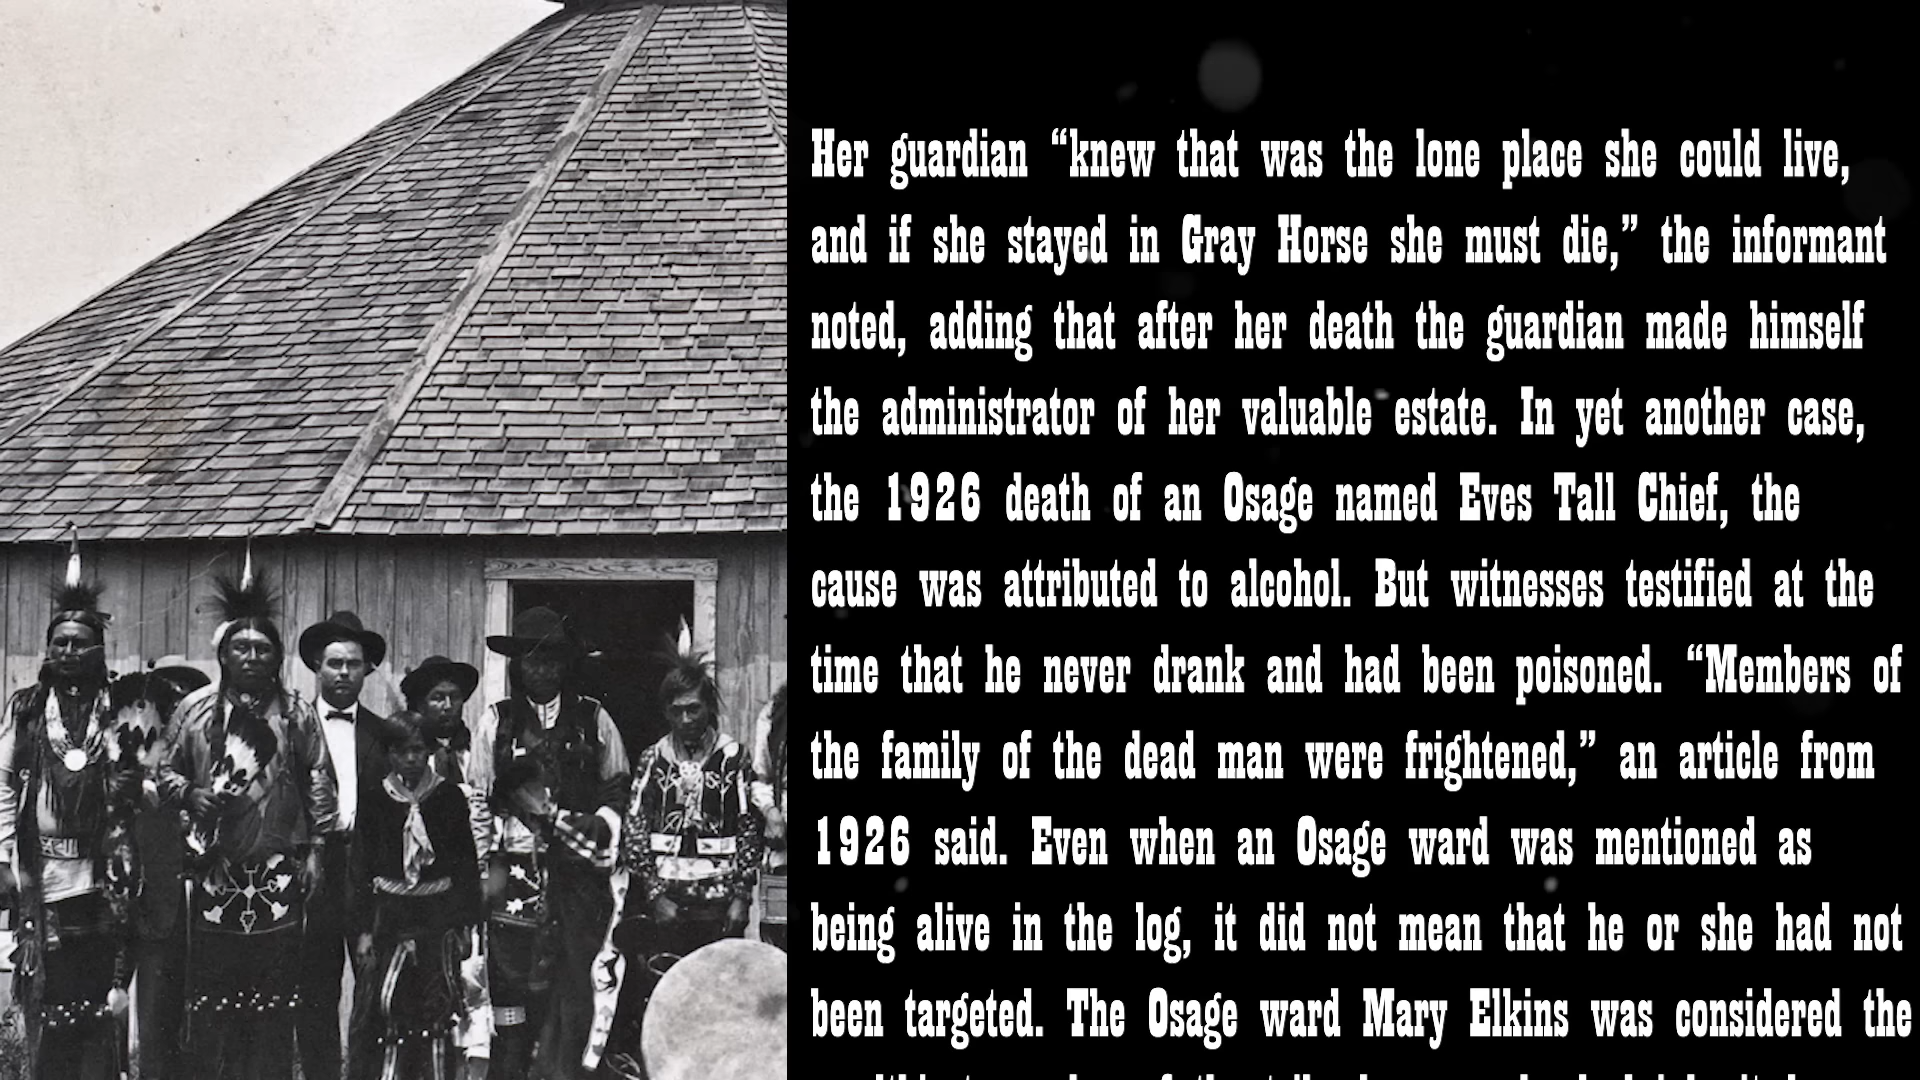 Her guardian “knew that was the lone place she could live,
and if she stayed in Gray Horse she must die,” the informant
noted, adding that after her death the guardian made himself
the administrator of her valuable estate. In yet another case,
the 1926 death of an Osage named Eves Tall Chief, the
cause was attributed to alcohol. But witnesses testified at the
time that he never drank and had been poisoned. “Members of
the family of the dead man were frightened,” an article from
1926 said. Even when an Osage ward was mentioned as
being alive in the log, it did not mean that he or she had not
been targeted. The Osage ward Mary Elkins was considered the